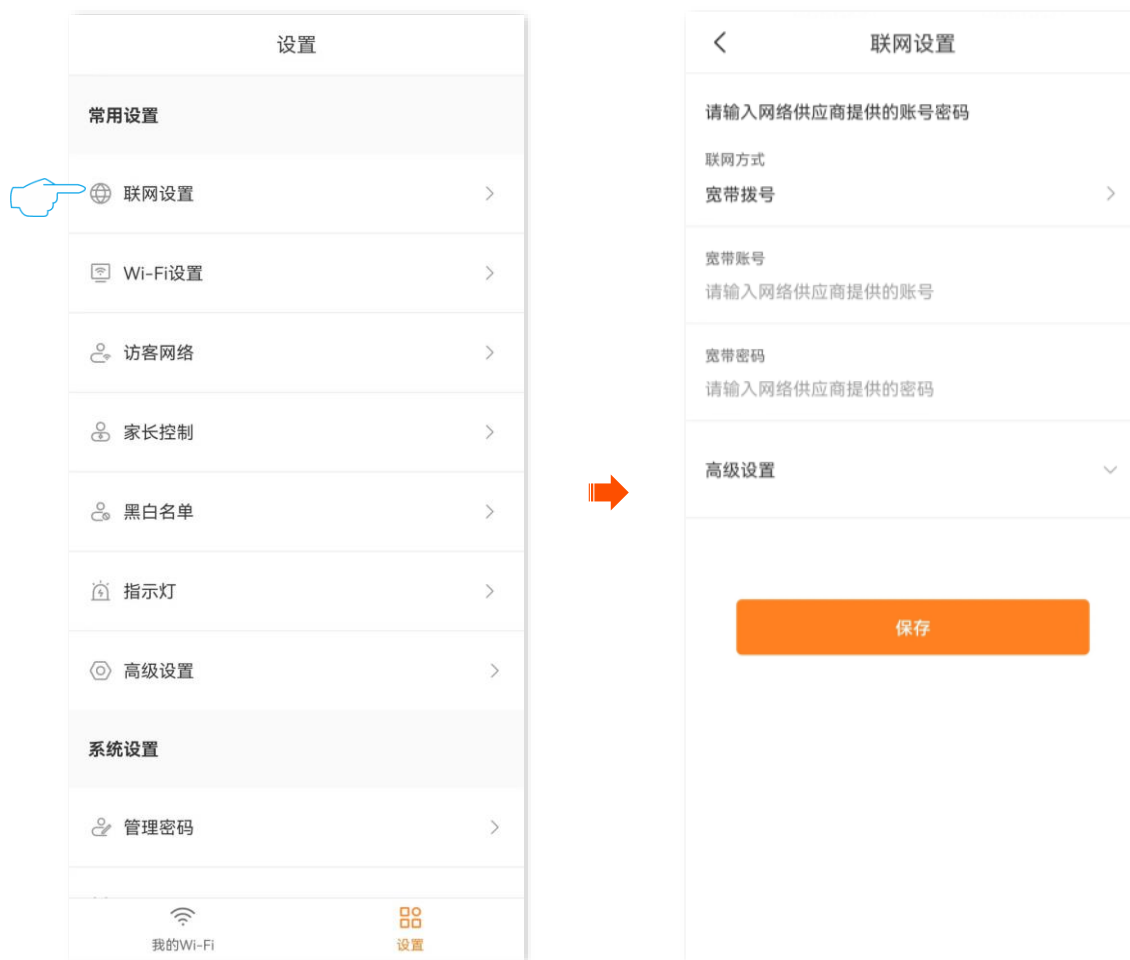 设置
常用设置
联网设置
Wi-Fi设置
访客网络
家长控制
黑白名单
指示灯
高级设置
系统设置
管理密码
我的Wi-Fi
设置
联网设置
请输入网络供应商提供的账号密码
联网方式
宽带拨号
宽带账号
请输入网络供应商提供的账号
宽带密码
请输入网络供应商提供的密码
高级设置
保存